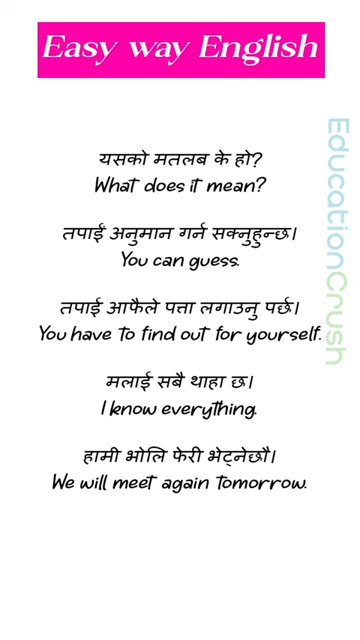 Easy way English
यसको मतलब के हो?
What does it mean?
तपाईं अनुमान गर्न सक्नुहुन्छ।
You can guess.
तपाई आफैले पत्ता लगाउनु पर्छ।
You have to find out for yourself.
मलाई सबै थाहा छ।
I know everything.
हामी भोलि फेरी भेट्नेछौ।
We will meet again tomorrow.
EducationCrush